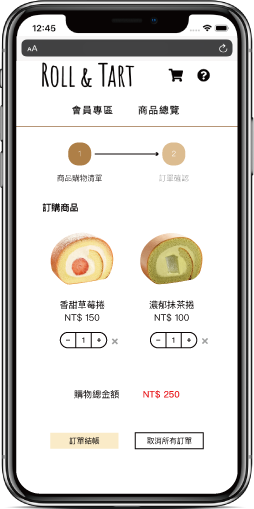 12:45
AA
ROLL & TART
?
會員專區 商品總覽
1 2
商品購物清單 訂單確認
訂購商品
香甜草莓捲 濃郁抹茶捲
NT$ 150 NT$ 100
− 1 + × − 1 + ×
購物總金額 NT$ 250
訂單結帳 取消所有訂單